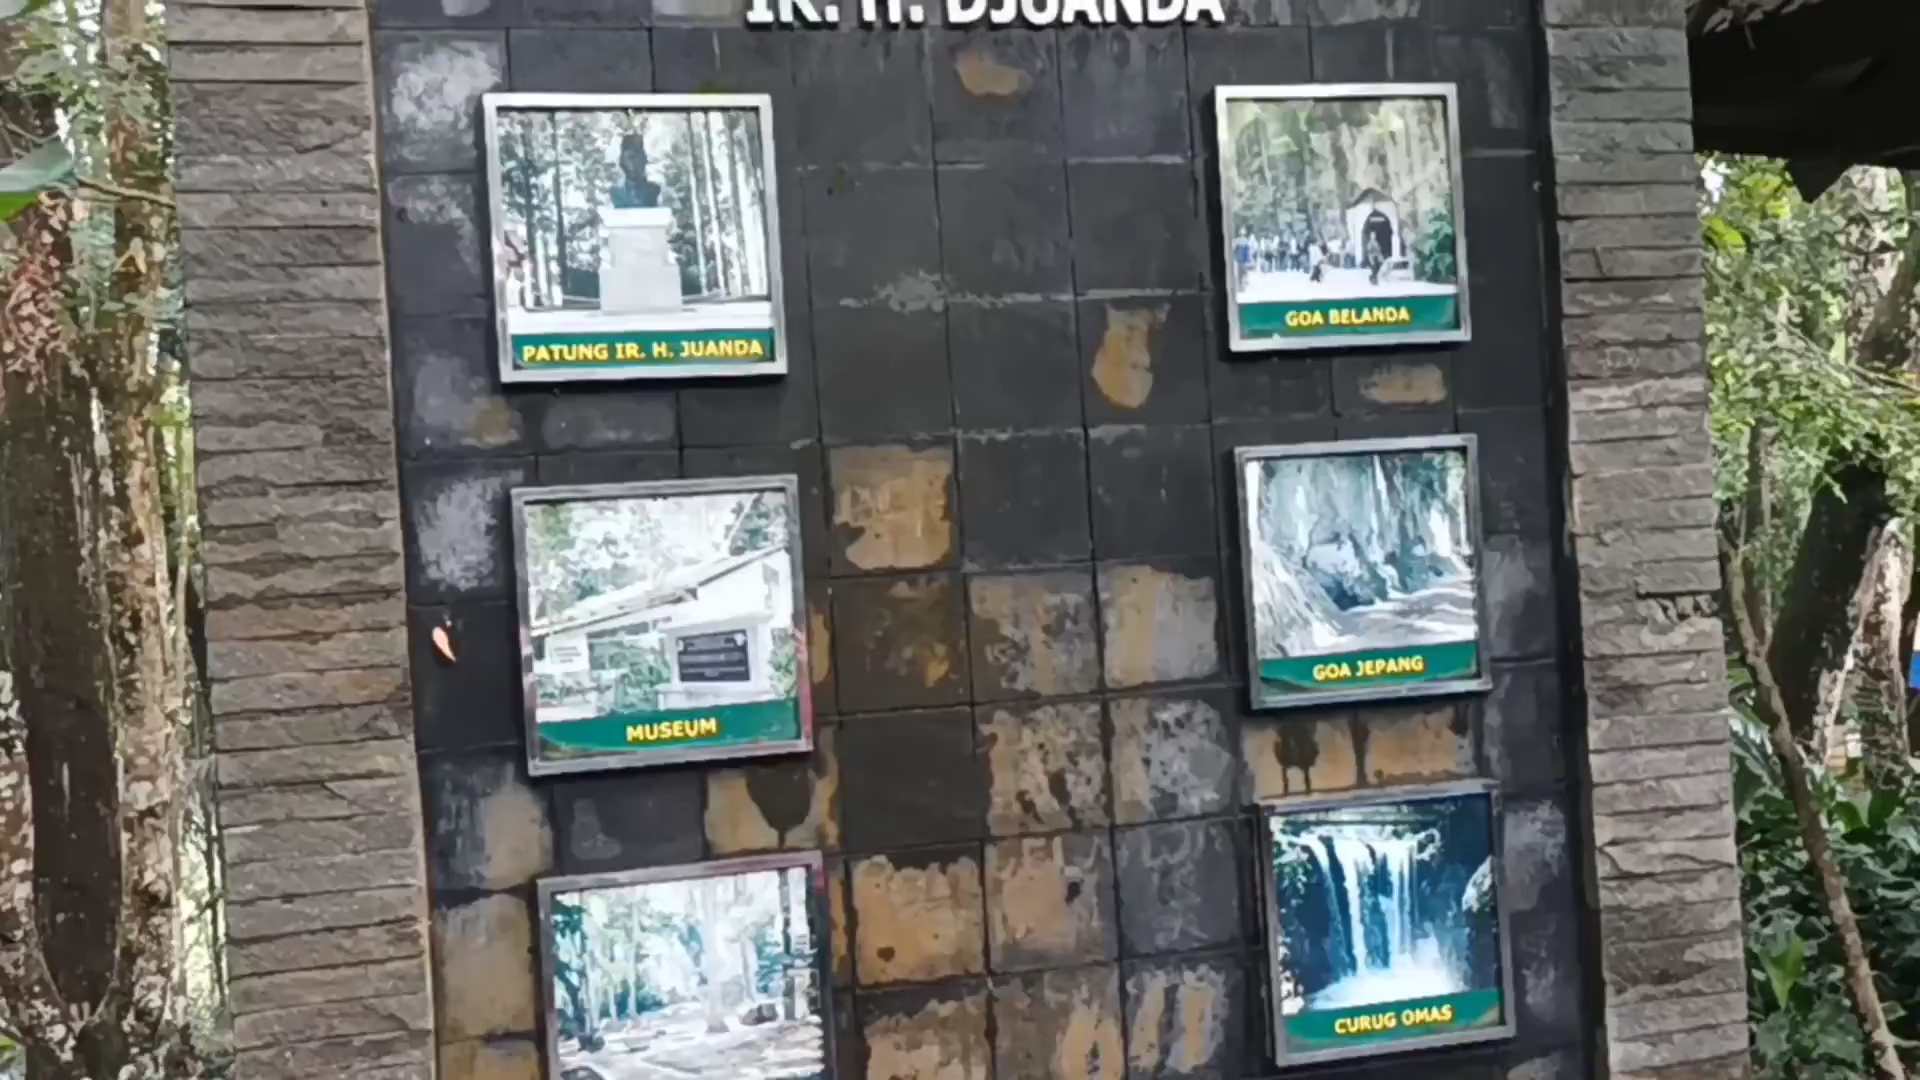 IR. H. DJUANDA
PATUNG IR. H. JUANDA
GOA BELANDA
MUSEUM
GOA JEPANG
CURUG OMAS